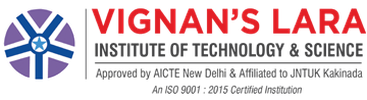 VIGNAN'S LARA
INSTITUTE OF TECHNOLOGY & SCIENCE
Approved by AICTE New Delhi & Affiliated to JNTUK Kakinada
An ISO 9001 : 2015 Certified Institution